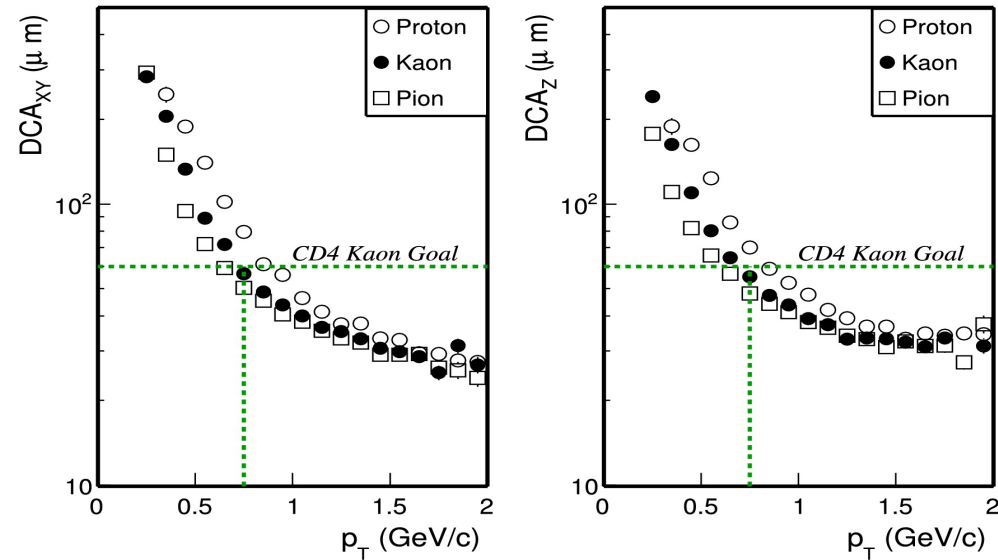 DCA_XY (μ m)
Proton
Kaon
Pion
CD4 Kaon Goal
10^2
10
0
0.5
1
1.5
2
p_T (GeV/c)
DCA_Z (μ m)
Proton
Kaon
Pion
CD4 Kaon Goal
10^2
10
0
0.5
1
1.5
2
p_T (GeV/c)